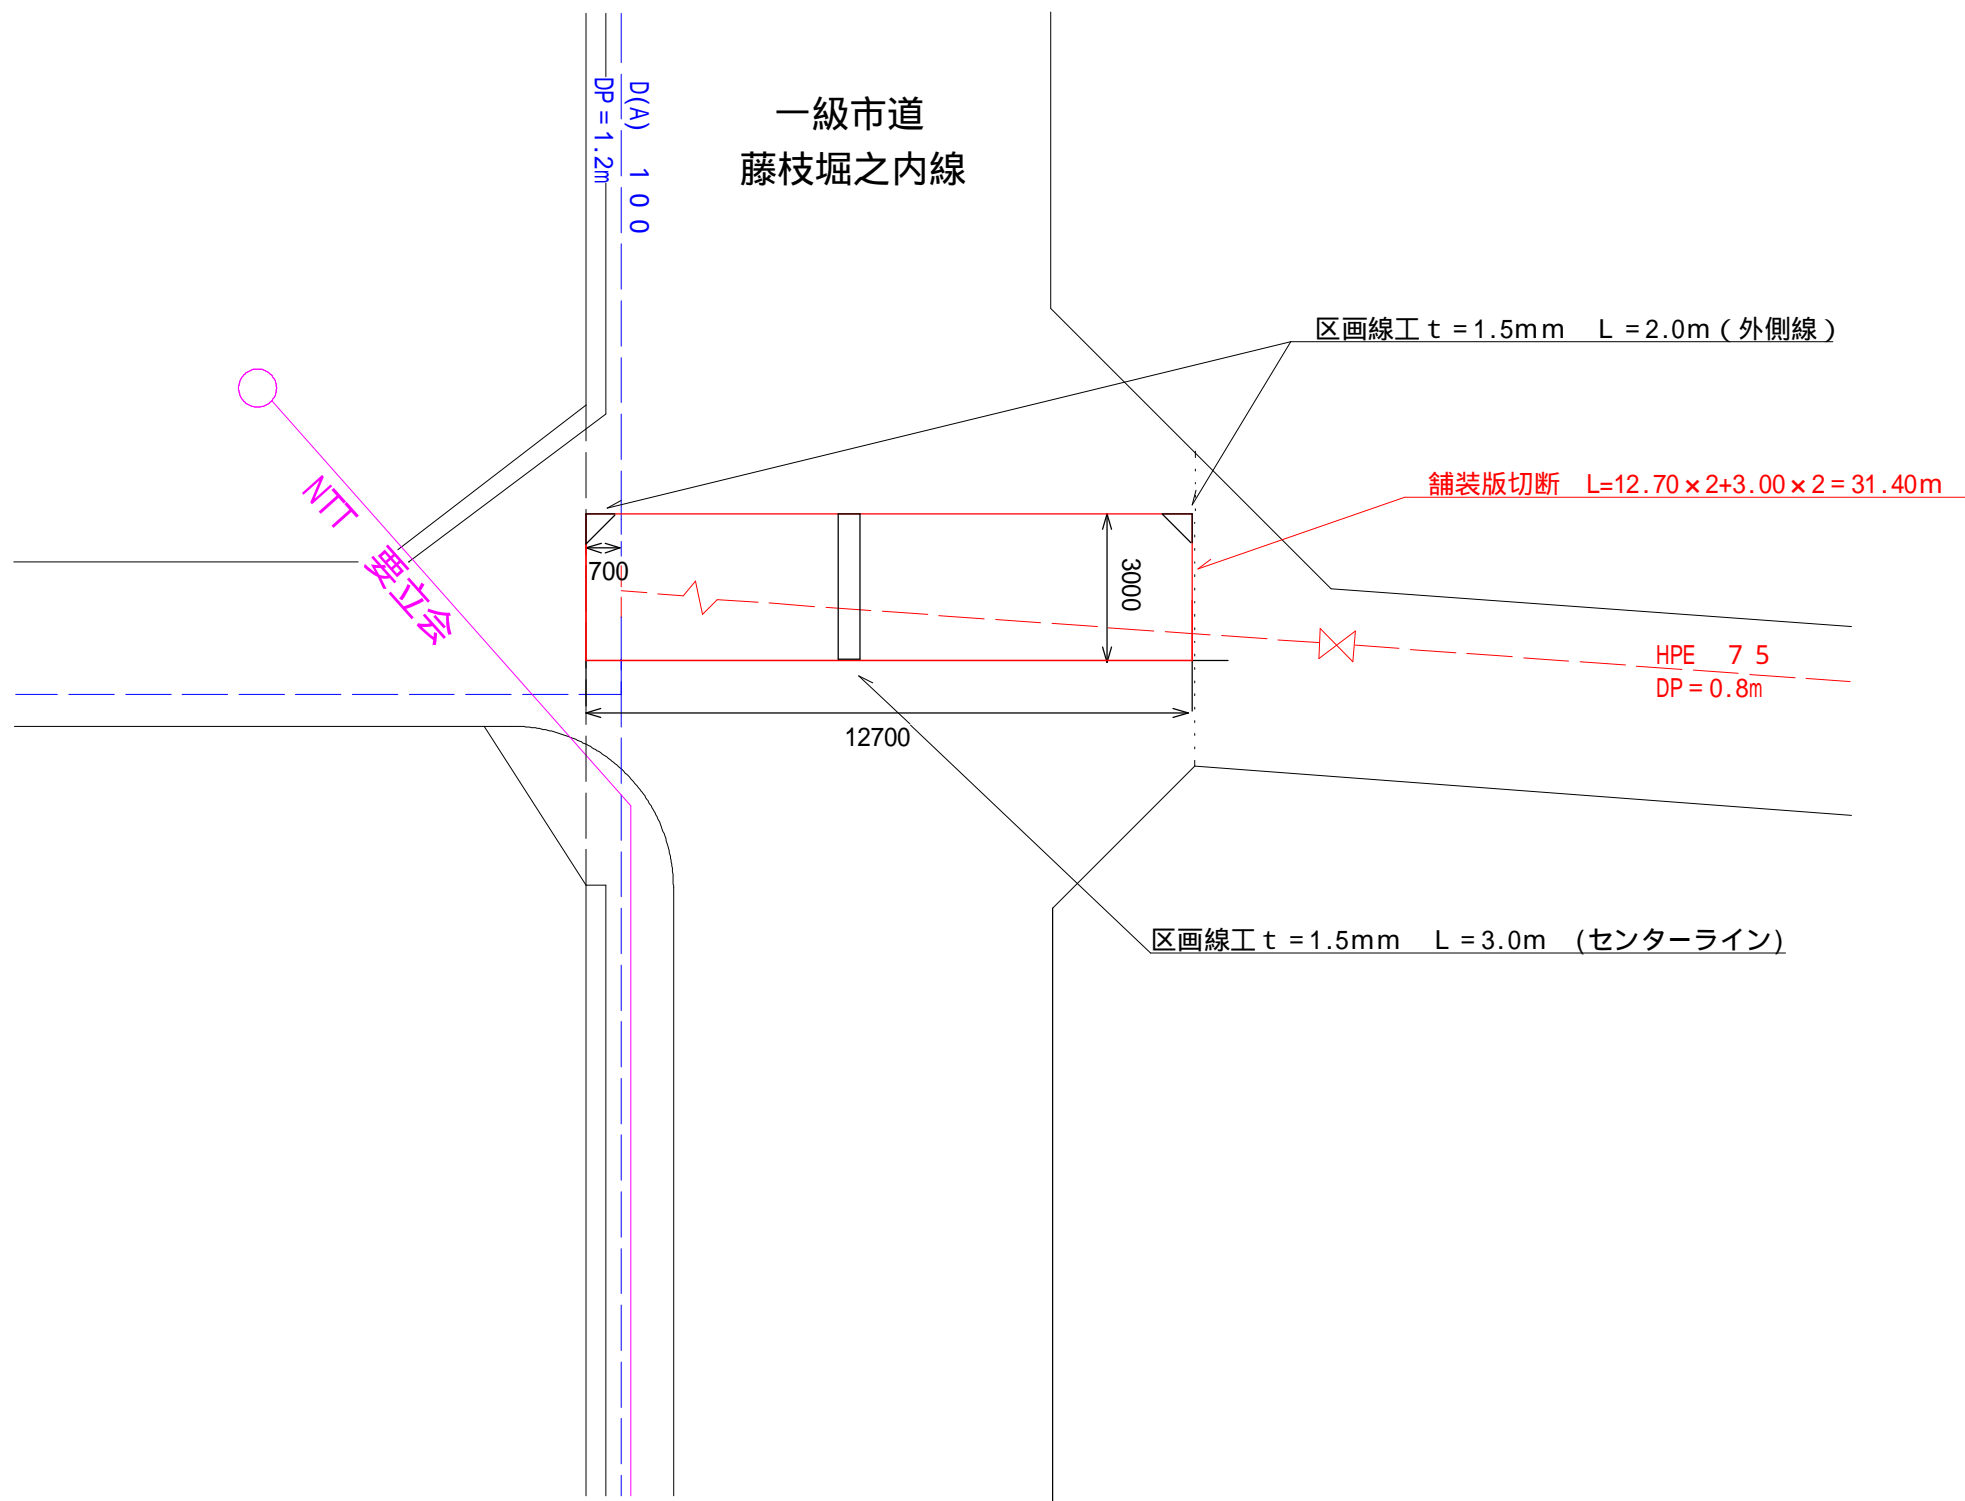 一級市道
藤枝堀之内線
D(A) 100
DP=1.2m
区画線工t=1.5mm L=2.0m(外側線)
舗装版切断 L=12.70×2+3.00×2=31.40m
NTT 要立会
700
3000
HPE 75
DP=0.8m
12700
区画線工t=1.5mm L=3.0m (センターライン)